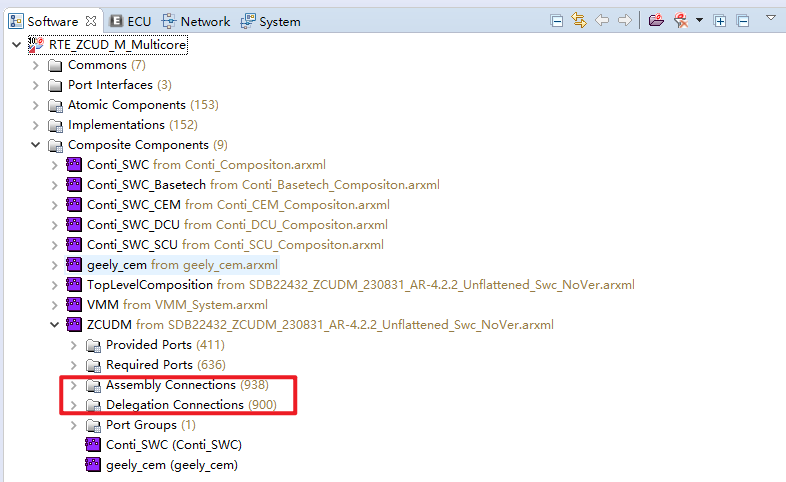 Software ECU Network System
RTE_ZCUD_M_Multicore
Commons (7)
Port Interfaces (3)
Atomic Components (153)
Implementations (152)
Composite Components (9)
Conti_SWC from Conti_Compositon.arxml
Conti_SWC_Basetech from Conti_Basetech_Compositon.arxml
Conti_SWC_CEM from Conti_CEM_Compositon.arxml
Conti_SWC_DCU from Conti_DCU_Compositon.arxml
Conti_SWC_SCU from Conti_SCU_Compositon.arxml
geely_cem from geely_cem.arxml
TopLevelComposition from SDB22432_ZCUDM_230831_AR-4.2.2_Unflattened_Swc_NoVer.arxml
VMM from VMM_System.arxml
ZCUDM from SDB22432_ZCUDM_230831_AR-4.2.2_Unflattened_Swc_NoVer.arxml
Provided Ports (411)
Required Ports (636)
Assembly Connections (938)
Delegation Connections (900)
Port Groups (1)
Conti_SWC (Conti_SWC)
geely_cem (geely_cem)